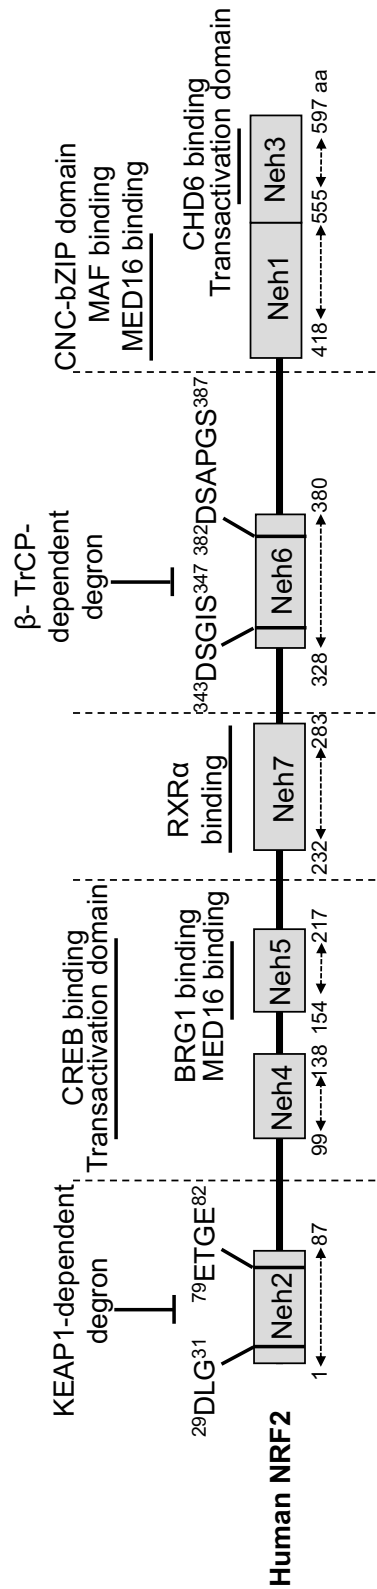 KEAP1-dependent
degron
²⁹DLG³¹
⁷⁹ETGE⁸²
Human NRF2
Neh2
1
87
CREB binding
Transactivation domain
BRG1 binding
MED16 binding
Neh4
Neh5
99
138
154
217
RXRα
binding
Neh7
232
283
β- TrCP-
dependent
degron
³⁴³DSGIS³⁴⁷
³⁸²DSAPGS³⁸⁷
Neh6
328
380
CNC-bZIP domain
MAF binding
MED16 binding
CHD6 binding
Transactivation domain
Neh1
Neh3
418
555
597 aa